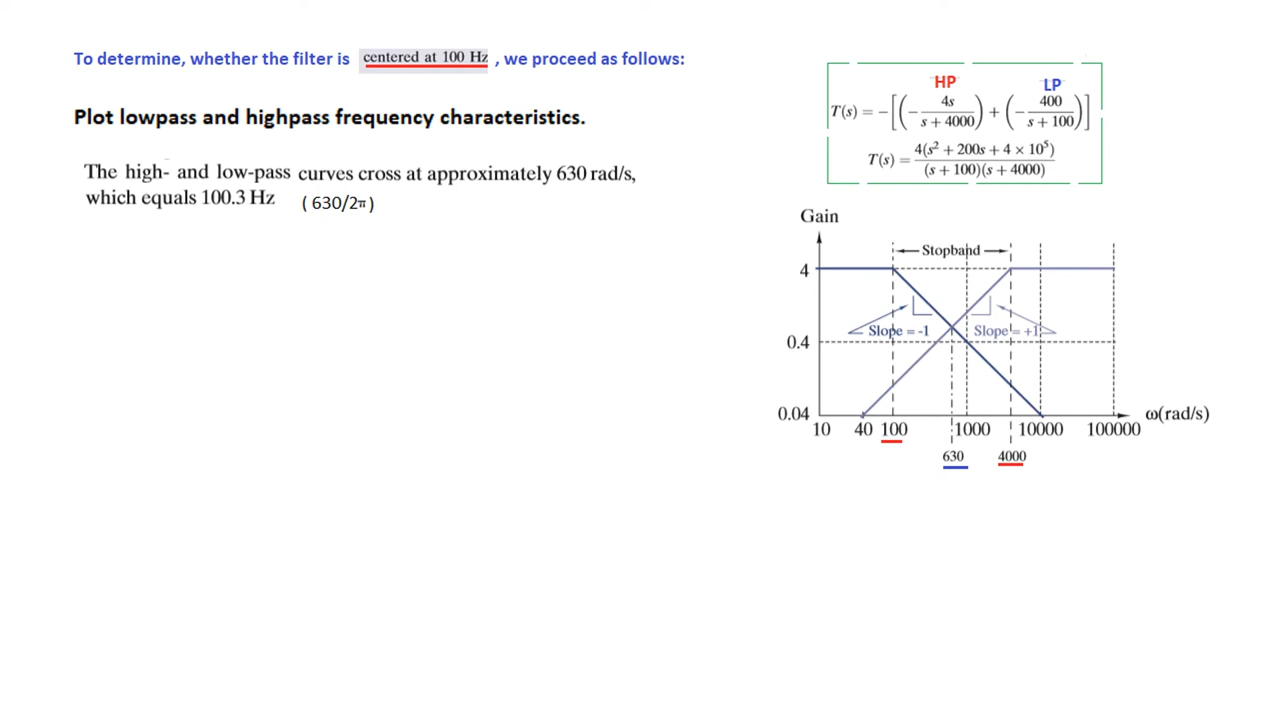 To determine, whether the filter is centered at 100 Hz , we proceed as follows:
Plot lowpass and highpass frequency characteristics.
The high- and low-pass curves cross at approximately 630 rad/s,
which equals 100.3 Hz ( 630/2π )
HP LP
T(s) = −[(−4s/(s + 4000)) + (−400/(s + 100))]
T(s) = 4(s² + 200s + 4 × 10⁵)/((s + 100)(s + 4000))
Gain
Stopband
4
Slope = -1 Slope = +1
0.4
0.04
ω(rad/s)
10 40 100 1000 10000 100000
630 4000